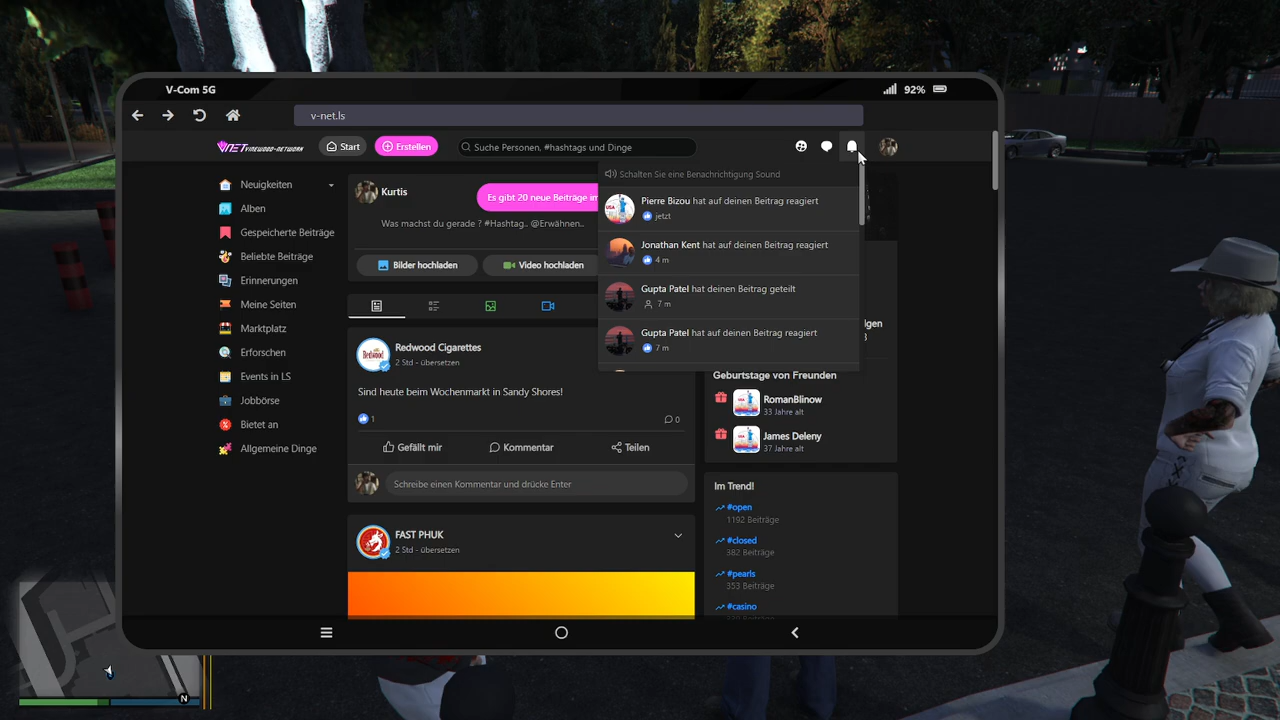 V-Com 5G
92%
v-net.ls
VNET VINEWOOD-NETWORK
Start
Erstellen
Suche Personen, #hashtags und Dinge
Neuigkeiten
Alben
Gespeicherte Beiträge
Beliebte Beiträge
Erinnerungen
Meine Seiten
Marktplatz
Erforschen
Events in LS
Jobbörse
Bietet an
Allgemeine Dinge
Kurtis
Es gibt 20 neue Beiträge im
Was machst du gerade ? #Hashtag.. @Erwähnen..
Bilder hochladen
Video hochladen
Redwood Cigarettes
2 Std - übersetzen
Redwood
Sind heute beim Wochenmarkt in Sandy Shores!
1
0
Gefällt mir
Kommentar
Teilen
Schreibe einen Kommentar und drücke Enter
FAST PHUK
2 Std - übersetzen
Schalten Sie eine Benachrichtigung Sound
Pierre Bizou hat auf deinen Beitrag reagiert
jetzt
Jonathan Kent hat auf deinen Beitrag reagiert
4 m
Gupta Patel hat deinen Beitrag geteilt
7 m
Gupta Patel hat auf deinen Beitrag reagiert
7 m
lgen
3
Geburtstage von Freunden
RomanBlinow
33 Jahre alt
James Deleny
37 Jahre alt
Im Trend!
#open
1192 Beiträge
#closed
382 Beiträge
#pearls
353 Beiträge
#casino
N